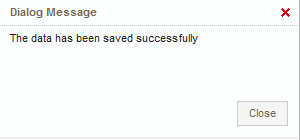 Dialog Message
The data has been saved successfully
Close